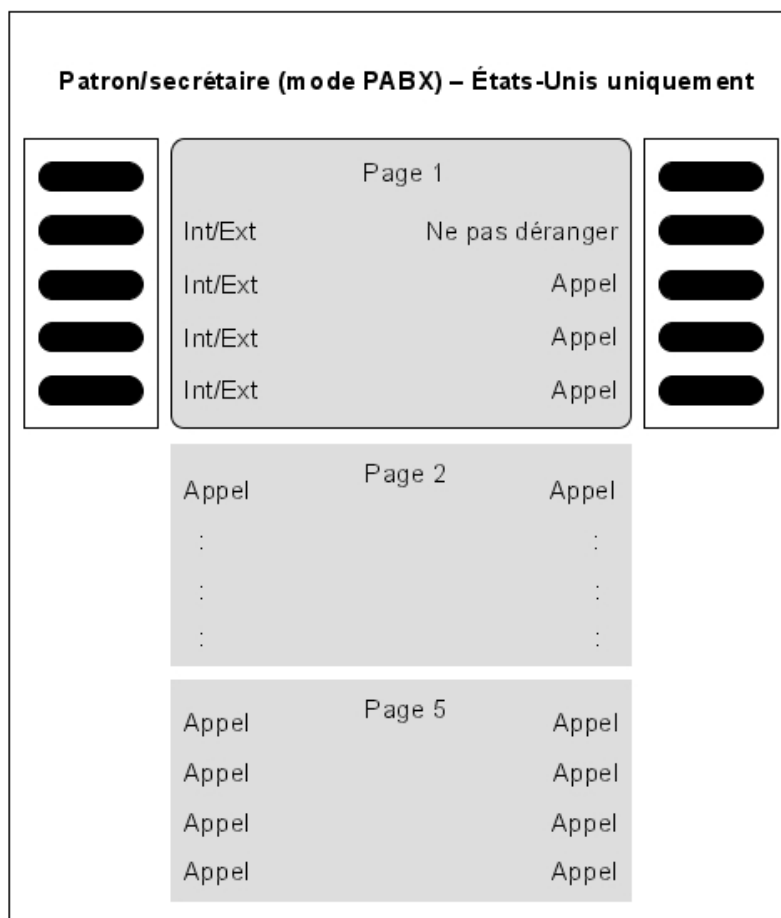 Patron/secrétaire (mode PABX) – États-Unis uniquement
Page 1
Int/Ext Ne pas déranger
Int/Ext Appel
Int/Ext Appel
Int/Ext Appel
Page 2
Appel Appel
: :
: :
: :
Page 5
Appel Appel
Appel Appel
Appel Appel
Appel Appel